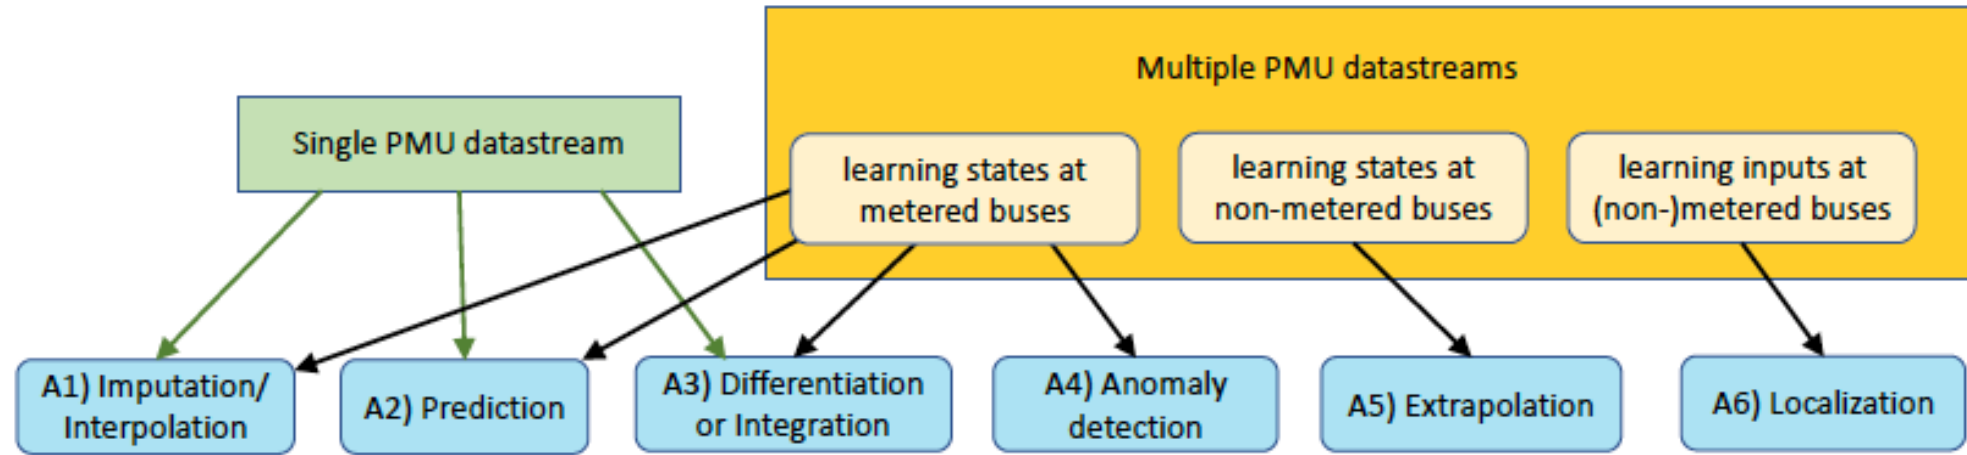 Multiple PMU datastreams
Single PMU datastream
learning states at
metered buses
learning states at
non-metered buses
learning inputs at
(non-)metered buses
A1) Imputation/
Interpolation
A2) Prediction
A3) Differentiation
or Integration
A4) Anomaly
detection
A5) Extrapolation
A6) Localization